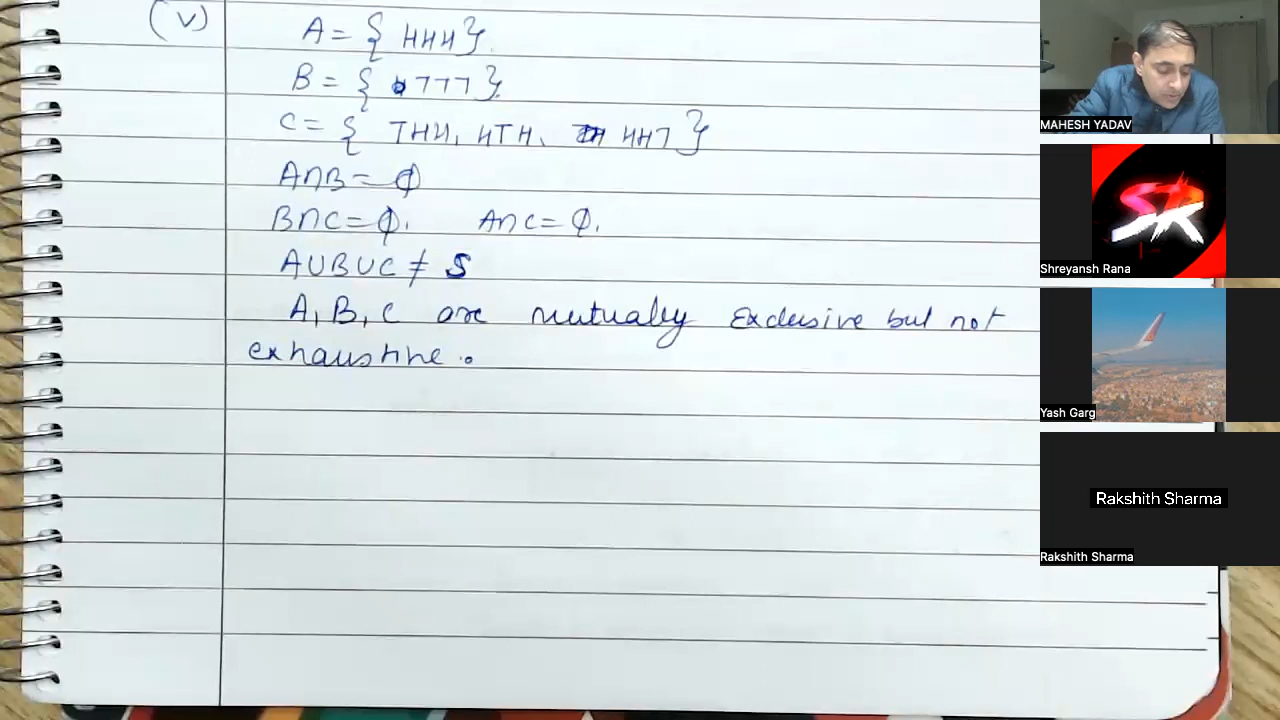 (v) A = { HHH }.
B = { TTT }.
C = { THH, HTH, HHT }
A∩B = φ
B∩C = φ. A∩C = φ.
A∪B∪C ≠ S
A, B, C are mutually exclusive but not
exhaustive.
MAHESH YADAV
SR
Shreyansh Rana
Yash Garg
Rakshith Sharma
Rakshith Sharma